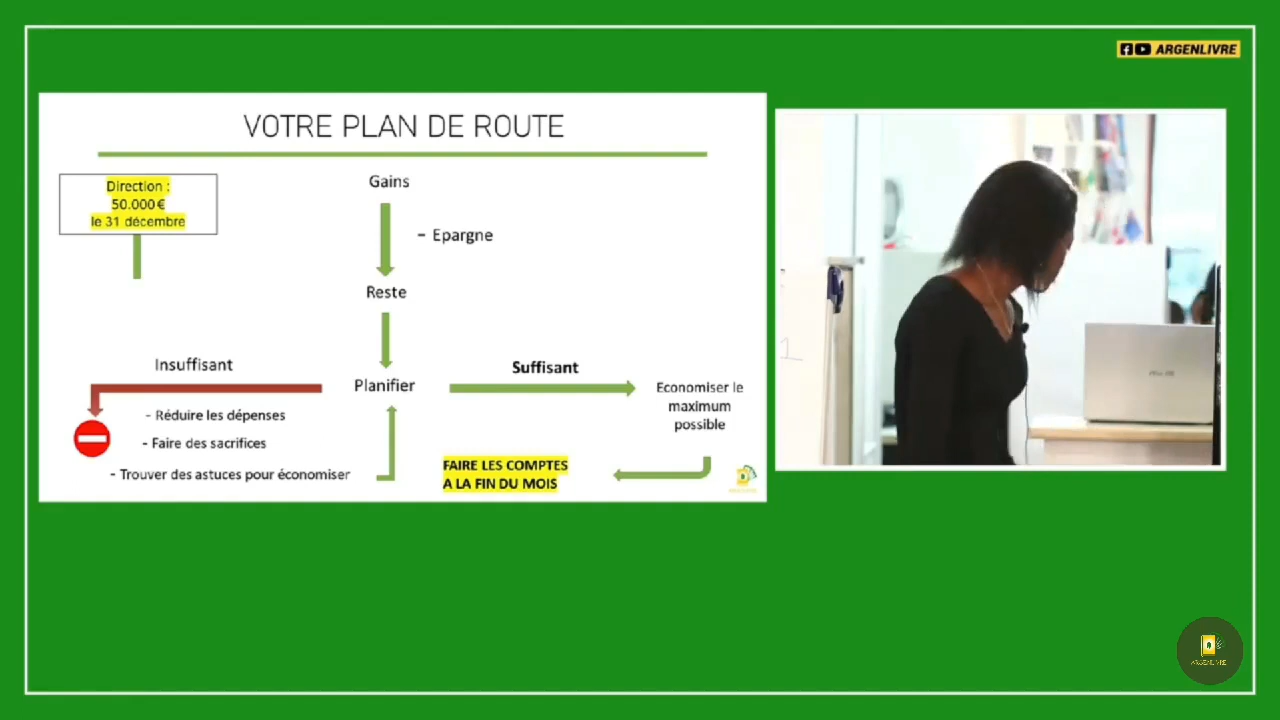 ARGENLIVRE
VOTRE PLAN DE ROUTE
Direction :
50.000€
le 31 décembre
Gains
- Epargne
Reste
Insuffisant
Planifier
Suffisant
Economiser le
maximum
possible
- Réduire les dépenses
- Faire des sacrifices
- Trouver des astuces pour économiser
FAIRE LES COMPTES
A LA FIN DU MOIS
ARGENLIVRE